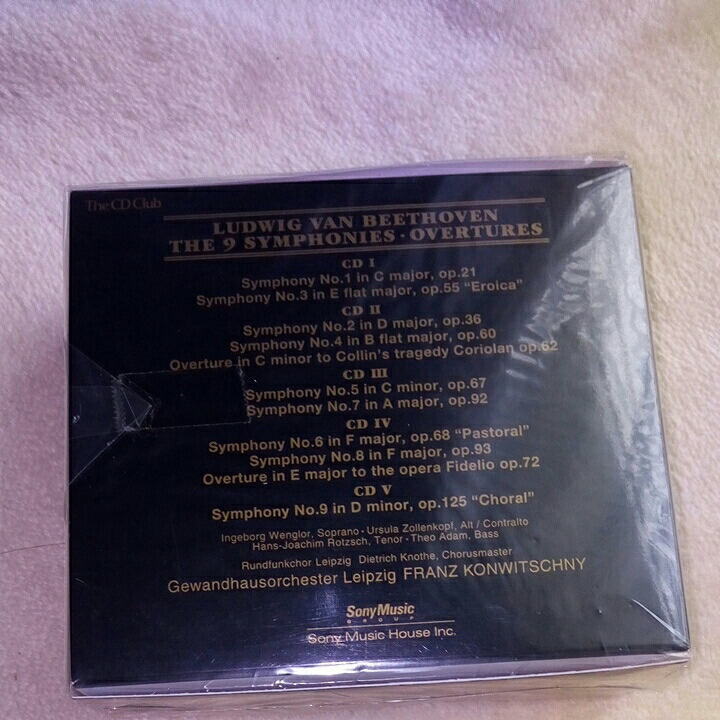 The CD Club
LUDWIG VAN BEETHOVEN
THE 9 SYMPHONIES · OVERTURES
CD I
Symphony No.1 in C major, op.21
Symphony No.3 in E flat major, op.55 "Eroica"
CD II
Symphony No.2 in D major, op.36
Symphony No.4 in B flat major, op.60
Overture in C minor to Collin's tragedy Coriolan op.62
CD III
Symphony No.5 in C minor, op.67
Symphony No.7 in A major, op.92
CD IV
Symphony No.6 in F major, op.68 "Pastoral"
Symphony No.8 in F major, op.93
Overture in E major to the opera Fidelio op.72
CD V
Symphony No.9 in D minor, op.125 "Choral"
Ingeborg Wenglor, Soprano · Ursula Zollenkopf, Alt / Contralto
Hans-Joachim Rotzsch, Tenor · Theo Adam, Bass
Rundfunkchor Leipzig Dietrich Knothe, Chorusmaster
Gewandhausorchester Leipzig FRANZ KONWITSCHNY
Sony Music
GROUP
Sony Music House Inc.